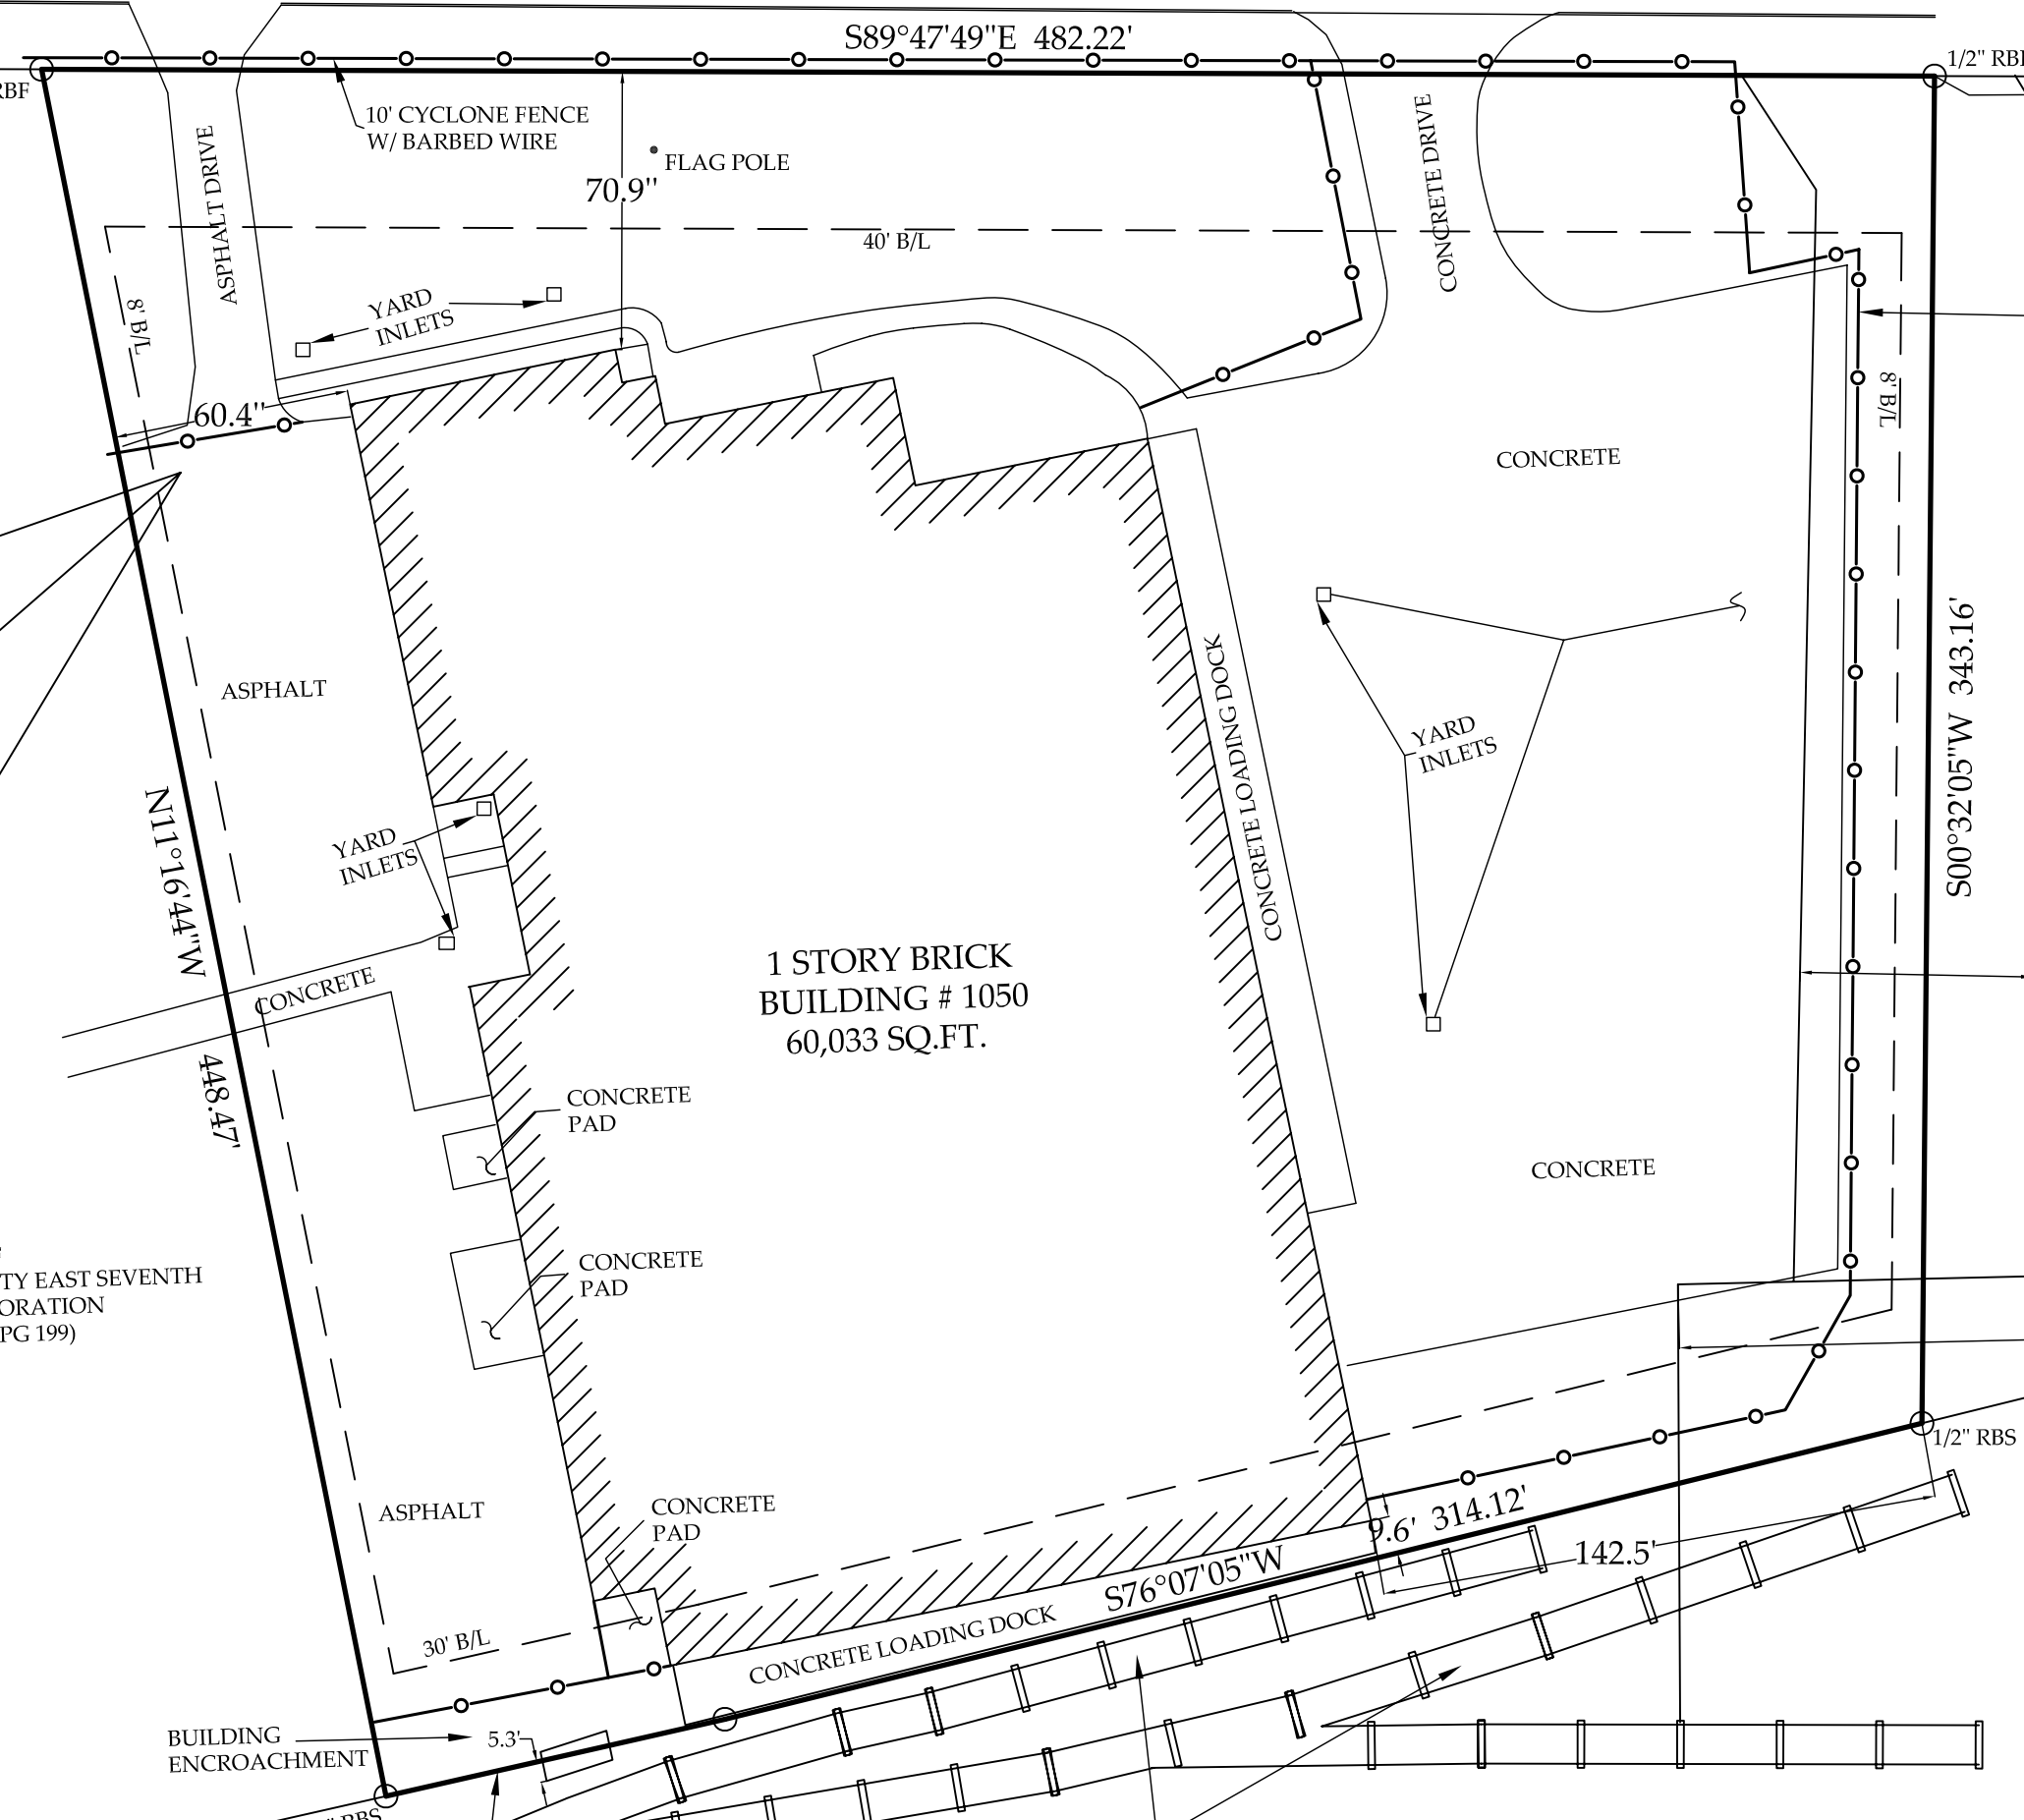 S89°47'49"E 482.22'
1/2" RBF
RBF
10' CYCLONE FENCE
W/ BARBED WIRE
FLAG POLE
ASPHALT DRIVE
CONCRETE DRIVE
70.9"
40' B/L
8' B/L
YARD
INLETS
60.4"
8' B/L
CONCRETE
ASPHALT
CONCRETE LOADING DOCK
YARD
INLETS
S00°32'05"W 343.16'
YARD
INLETS
N11°16'44"W 448.47'
CONCRETE
1 STORY BRICK
BUILDING # 1050
60,033 SQ.FT.
CONCRETE
PAD
CONCRETE
CONCRETE
PAD
TY EAST SEVENTH
ORATION
PG 199)
1/2" RBS
ASPHALT
CONCRETE
PAD
9.6'
S76°07'05"W 314.12'
142.5'
30' B/L
CONCRETE LOADING DOCK
BUILDING
ENCROACHMENT
5.3'
" RBS